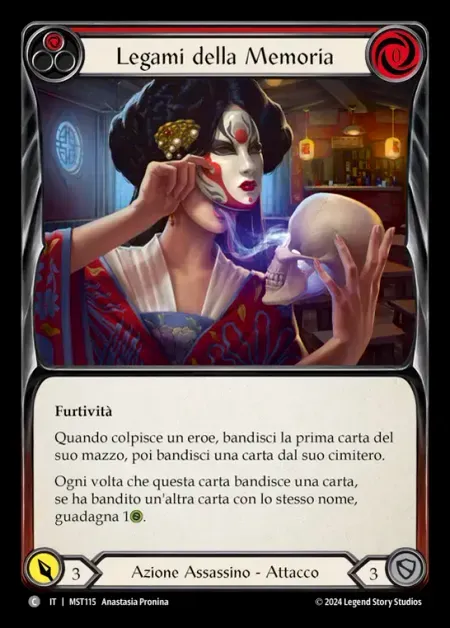 Legami della Memoria
0
Furtività
Quando colpisce un eroe, bandisci la prima carta del
suo mazzo, poi bandisci una carta dal suo cimitero.
Ogni volta che questa carta bandisce una carta,
se ha bandito un'altra carta con lo stesso nome,
guadagna 1.
3
Azione Assassino - Attacco
3
C IT | MST115 Anastasia Pronina
© 2024 Legend Story Studios